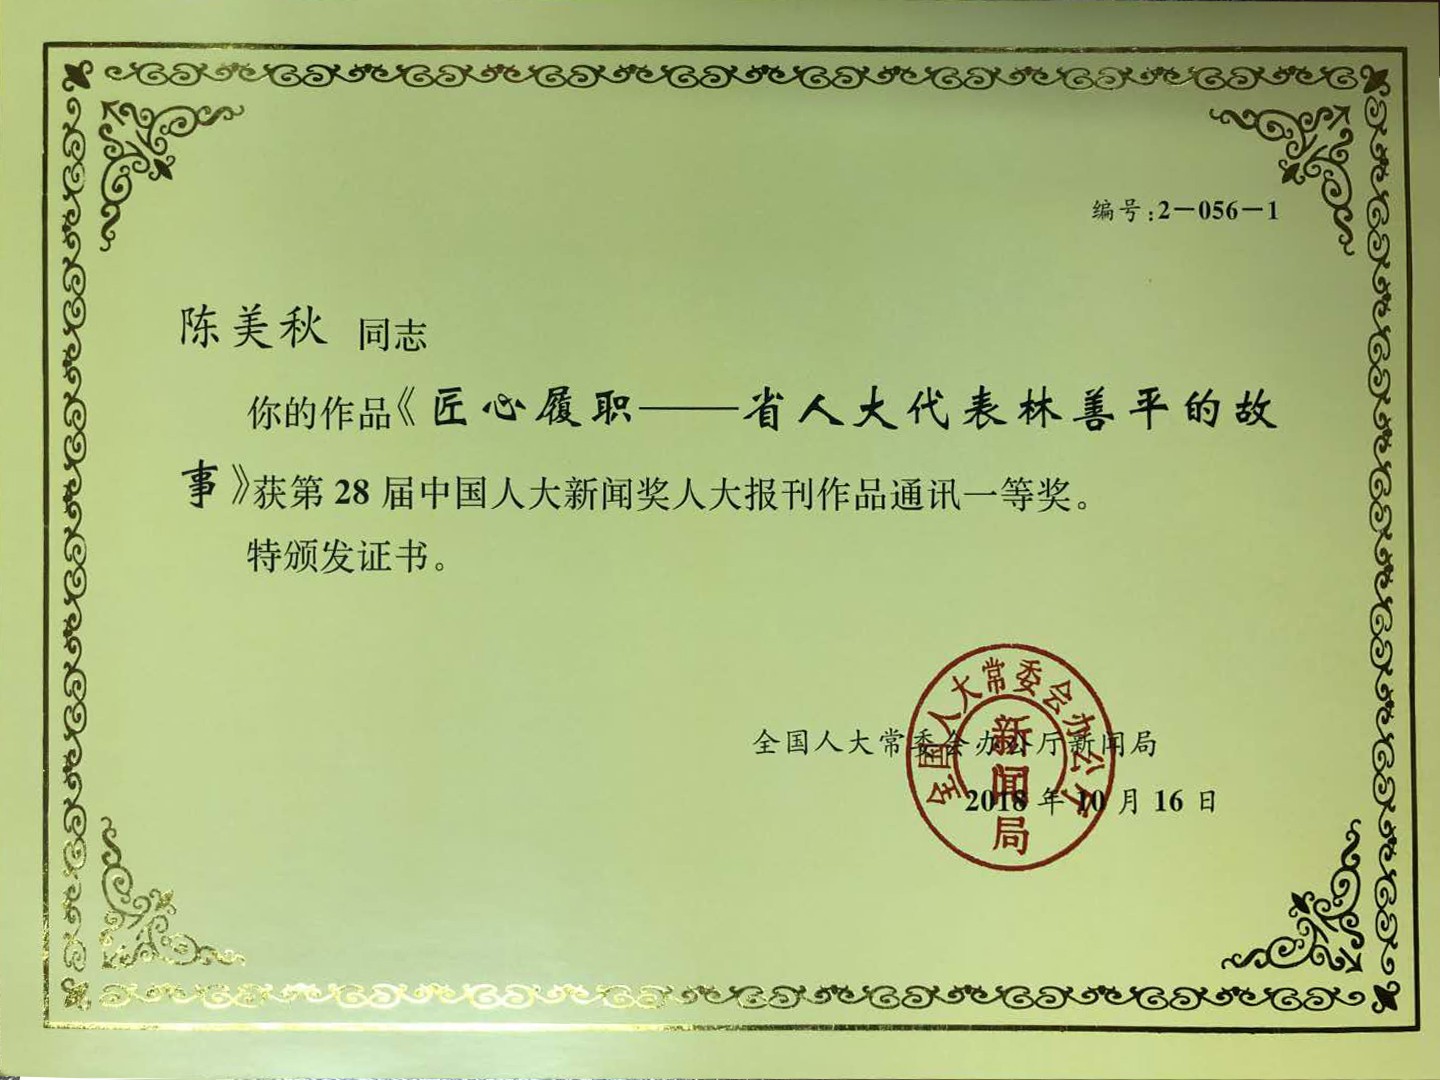 编号:2－056－1
陈美秋 同志
你的作品《匠心履职——省人大代表林善平的故
事》获第28届中国人大新闻奖人大报刊作品通讯一等奖。
特颁发证书。
全国人大常委会办公厅新闻局
2018年10月16日
全国人大常委会办公厅
新闻局